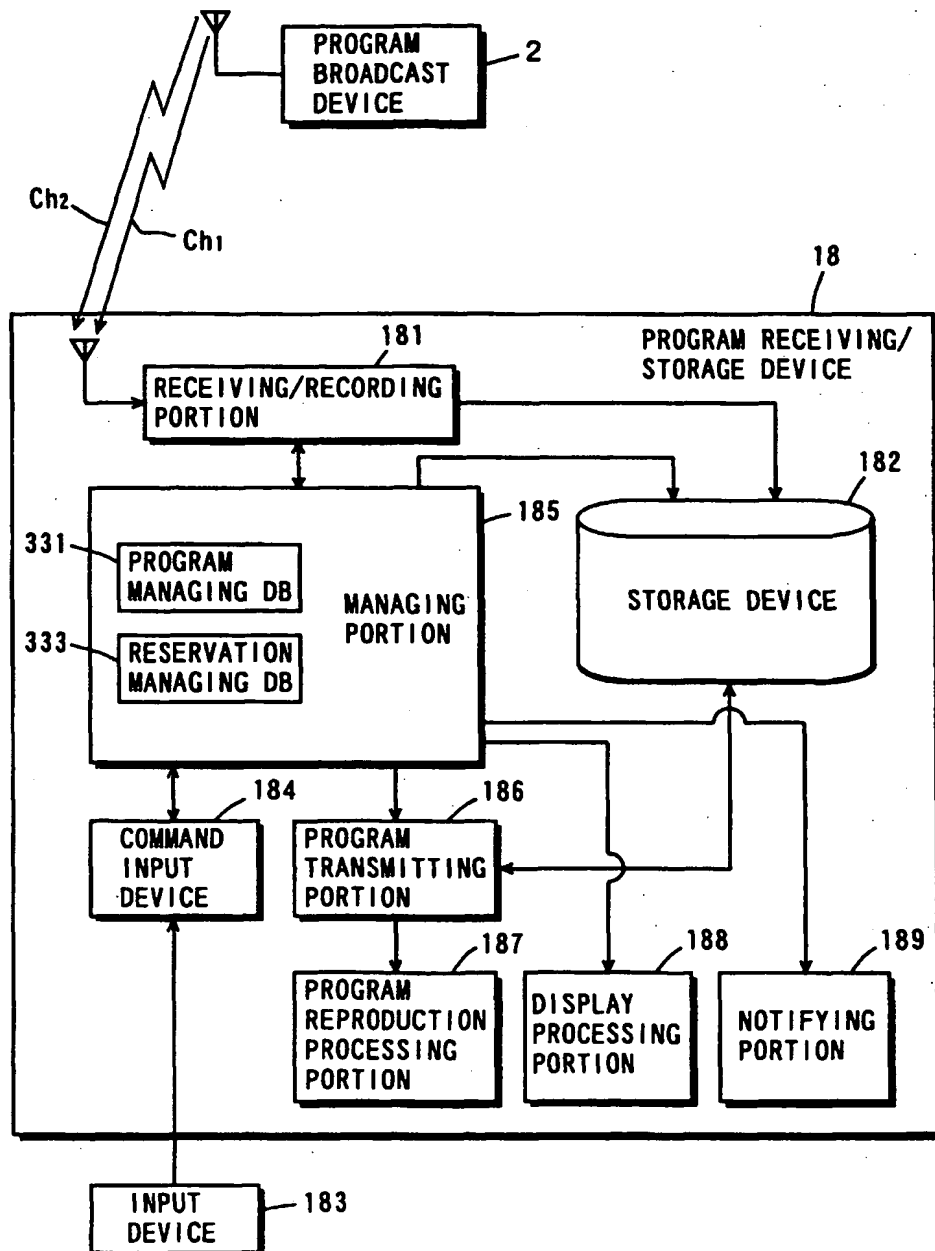 PROGRAM
BROADCAST
DEVICE
2
Ch2
Ch1
18
PROGRAM RECEIVING/
STORAGE DEVICE
181
RECEIVING/RECORDING
PORTION
182
STORAGE DEVICE
185
MANAGING
PORTION
331
PROGRAM
MANAGING DB
333
RESERVATION
MANAGING DB
184
COMMAND
INPUT
DEVICE
186
PROGRAM
TRANSMITTING
PORTION
187
PROGRAM
REPRODUCTION
PROCESSING
PORTION
188
DISPLAY
PROCESSING
PORTION
189
NOTIFYING
PORTION
INPUT
DEVICE
183